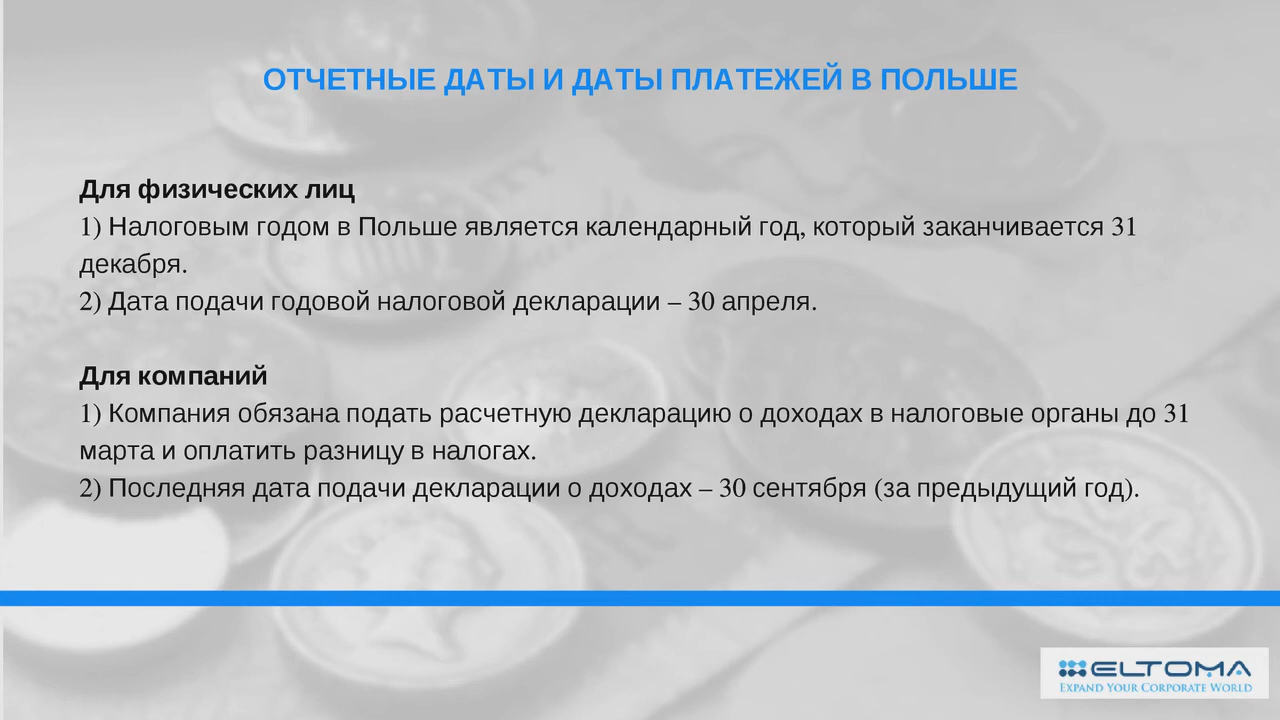 ОТЧЕТНЫЕ ДАТЫ И ДАТЫ ПЛАТЕЖЕЙ В ПОЛЬШЕ
Для физических лиц
1) Налоговым годом в Польше является календарный год, который заканчивается 31
декабря.
2) Дата подачи годовой налоговой декларации – 30 апреля.
Для компаний
1) Компания обязана подать расчетную декларацию о доходах в налоговые органы до 31
марта и оплатить разницу в налогах.
2) Последняя дата подачи декларации о доходах – 30 сентября (за предыдущий год).
ELTOMA
EXPAND YOUR CORPORATE WORLD